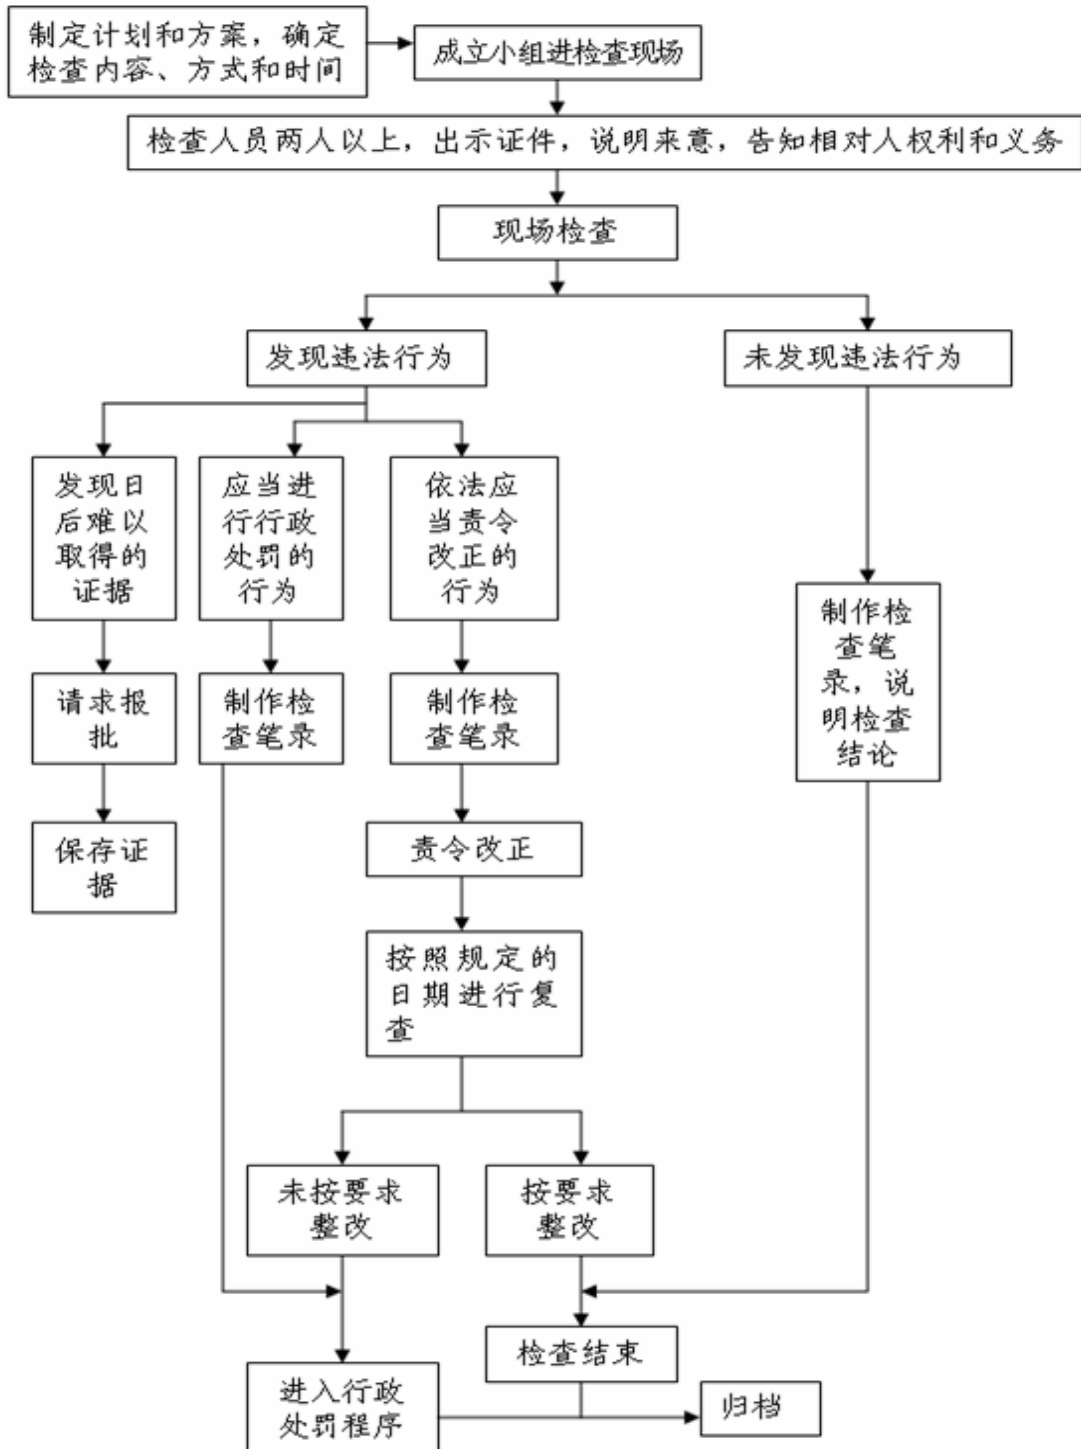 制定计划和方案，确定
检查内容、方式和时间
成立小组进检查现场
检查人员两人以上，出示证件，说明来意，告知相对人权利和义务
现场检查
发现违法行为
未发现违法行为
发现日
后难以
取得的
证据
应当进
行行政
处罚的
行为
依法应
当责令
改正的
行为
制作检
查笔
录，说
明检查
结论
请求报
批
制作检
查笔录
制作检
查笔录
保存证
据
责令改正
按照规定的
日期进行复
查
未按要求
整改
按要求
整改
检查结束
进入行政
处罚程序
归档